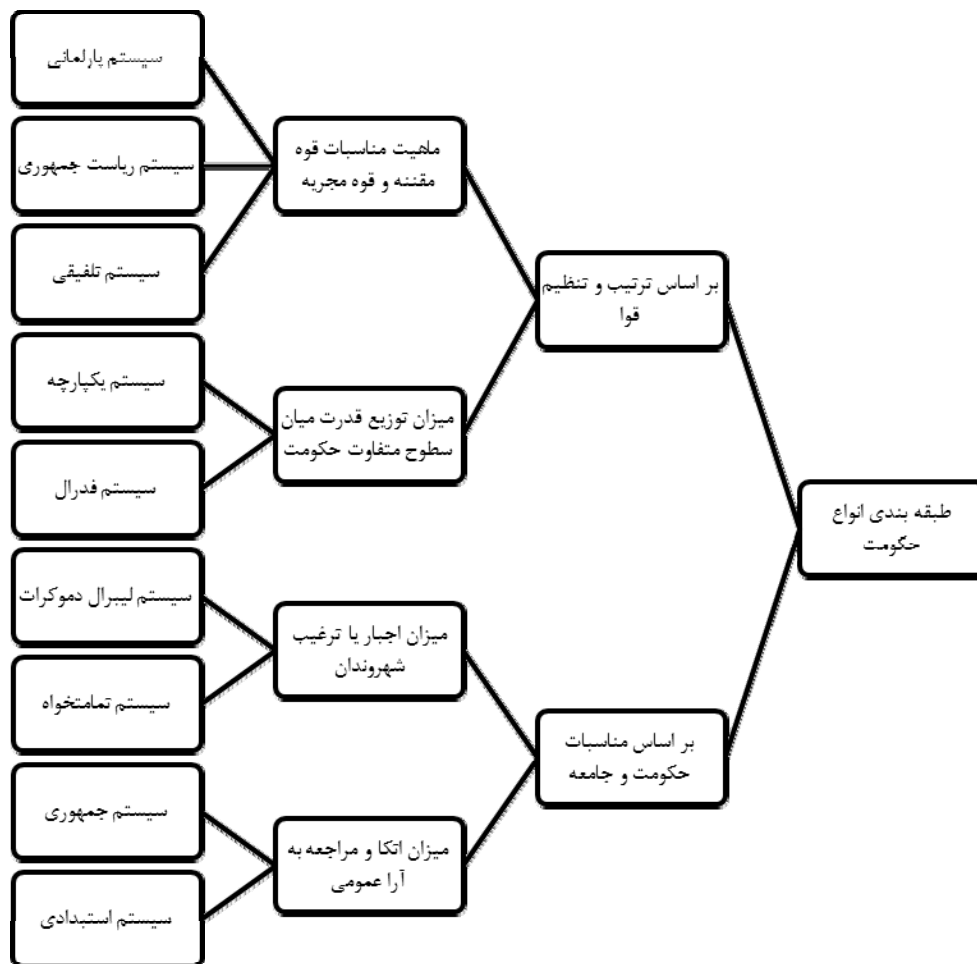 طبقه بندی انواع
حکومت
بر اساس ترتیب و تنظیم
قوا
ماهیت مناسبات قوه
مقننه و قوه مجریه
سیستم پارلمانی
سیستم ریاست جمهوری
سیستم تلفیقی
میزان توزیع قدرت میان
سطوح متفاوت حکومت
سیستم یکپارچه
سیستم فدرال
بر اساس مناسبات
حکومت و جامعه
میزان اجبار یا ترغیب
شهروندان
سیستم لیبرال دموکرات
سیستم تمامتخواه
میزان اتکا و مراجعه به
آرا عمومی
سیستم جمهوری
سیستم استبدادی